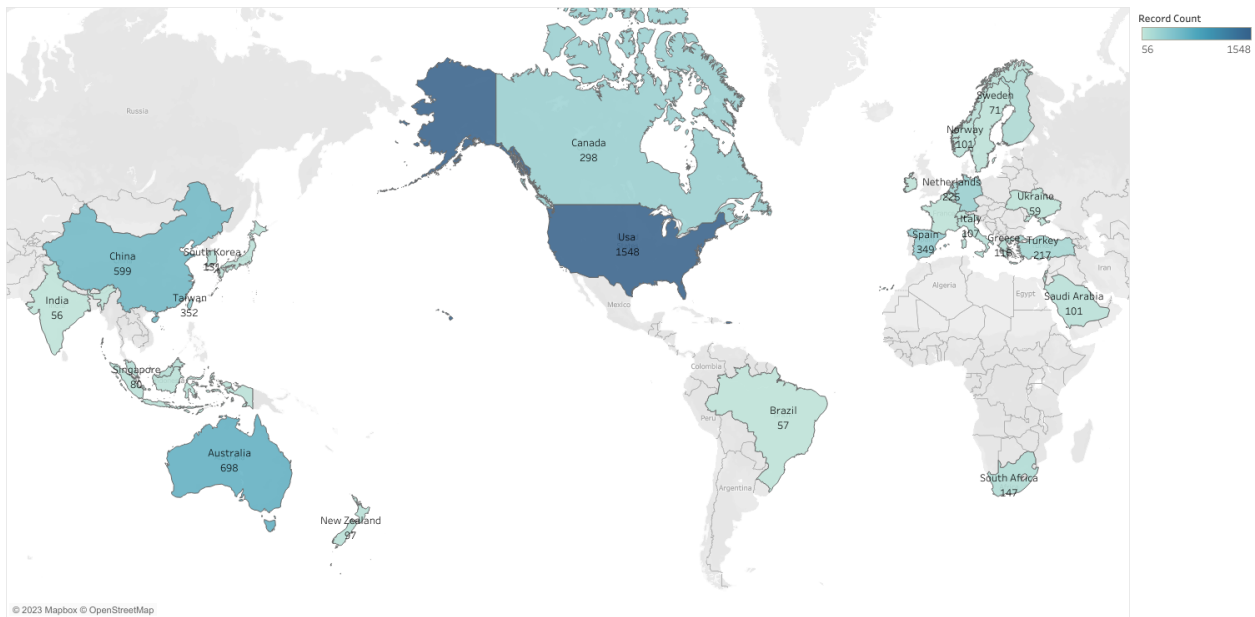 Record Count
56 1548
Russia
Canada
298
Usa
1548
Mexico
China
599
South Korea
Taiwan
352
India
56
Singapore
80
Australia
698
New Zealand
97
Colombia
Peru
Brazil
57
Argentina
Sweden
71
Norway
101
Netherlands
225
Ukraine
59
Italy
107
Spain
349
Greece
Turkey
217
Iran
Algeria
Egypt
Saudi Arabia
101
South Africa
147
© 2023 Mapbox © OpenStreetMap